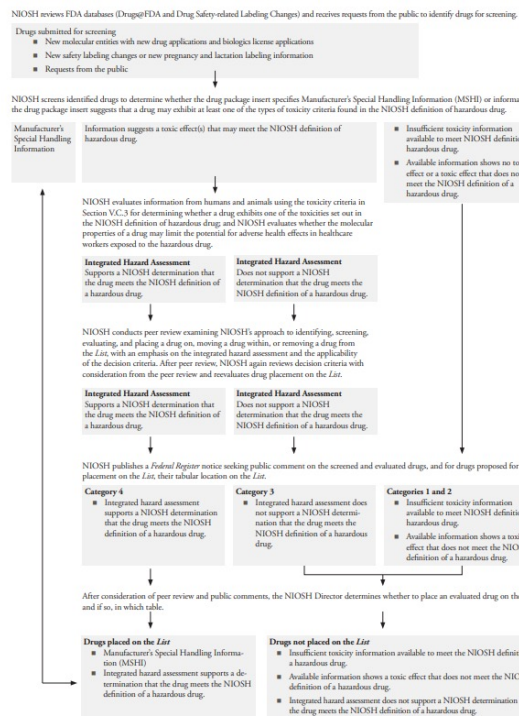 NIOSH reviews FDA databases (Drugs@FDA and Drug Safety-related Labeling Changes) and receives requests from the public to identify drugs for screening.
Drugs submitted for screening
■ New molecular entities with new drug applications and biologics license applications
■ New safety labeling changes or new pregnancy and lactation labeling information
■ Requests from the public
NIOSH screens identified drugs to determine whether the drug package insert specifies Manufacturer's Special Handling Information (MSHI) or
the drug package insert suggests that a drug may exhibit at least one of the types of toxicity criteria found in the NIOSH definition of hazardous drug.
Manufacturer's
Special Handling
Information
Information suggests a toxic effect(s) that may meet the NIOSH definition of
hazardous drug.
■ Insufficient toxicity information
available to meet NIOSH
hazardous drug.
■ Available information shows no
effect or a toxic effect that does
meet the NIOSH definition of a
hazardous drug.
NIOSH evaluates information from humans and animals using the toxicity criteria in
Section V.C.3 for determining whether a drug exhibits one of the toxicities set out in
the NIOSH definition of hazardous drug; and NIOSH evaluates whether the molecular
properties of a drug may limit the potential for adverse health effects in healthcare
workers exposed to the hazardous drug.
Integrated Hazard Assessment
Supports a NIOSH determination that
the drug meets the NIOSH definition of
a hazardous drug.
Integrated Hazard Assessment
Does not support a NIOSH
determination that the drug meets the
NIOSH definition of a hazardous drug.
NIOSH conducts peer review examining NIOSH's approach to identifying, screening,
evaluating, and placing a drug on, moving a drug within, or removing a drug from
the List, with an emphasis on the integrated hazard assessment and the applicability
of the decision criteria. After peer review, NIOSH again reviews decision criteria with
consideration from the peer review and reevaluates drug placement on the List.
Integrated Hazard Assessment
Supports a NIOSH determination that
the drug meets the NIOSH definition of
a hazardous drug.
Integrated Hazard Assessment
Does not support a NIOSH
determination that the drug meets the
NIOSH definition of a hazardous drug.
NIOSH publishes a Federal Register notice seeking public comment on the screened and evaluated drugs, and for drugs proposed for
placement on the List, their tabular location on the List.
Category 4
■ Integrated hazard assessment
supports a NIOSH determination
that the drug meets the NIOSH
definition of a hazardous drug.
Category 3
■ Integrated hazard assessment does
not support a NIOSH determi-
nation that the drug meets the
NIOSH definition of a hazardous
drug.
Categories 1 and 2
■ Insufficient toxicity information
available to meet NIOSH
hazardous drug.
■ Available information shows a
effect that does not meet the
definition of a hazardous drug.
After consideration of peer review and public comments, the NIOSH Director determines whether to place an evaluated drug on the
and if so, in which table.
Drugs placed on the List
■ Manufacturer's Special Handling Informa-
tion (MSHI)
■ Integrated hazard assessment supports a de-
termination that the drug meets the NIOSH
definition of a hazardous drug.
Drugs not placed on the List
■ Insufficient toxicity information available to meet the NIOSH
a hazardous drug.
■ Available information shows a toxic effect that does not meet the
definition of a hazardous drug.
■ Integrated hazard assessment does not support a NIOSH determination
the drug meets the NIOSH definition of a hazardous drug.